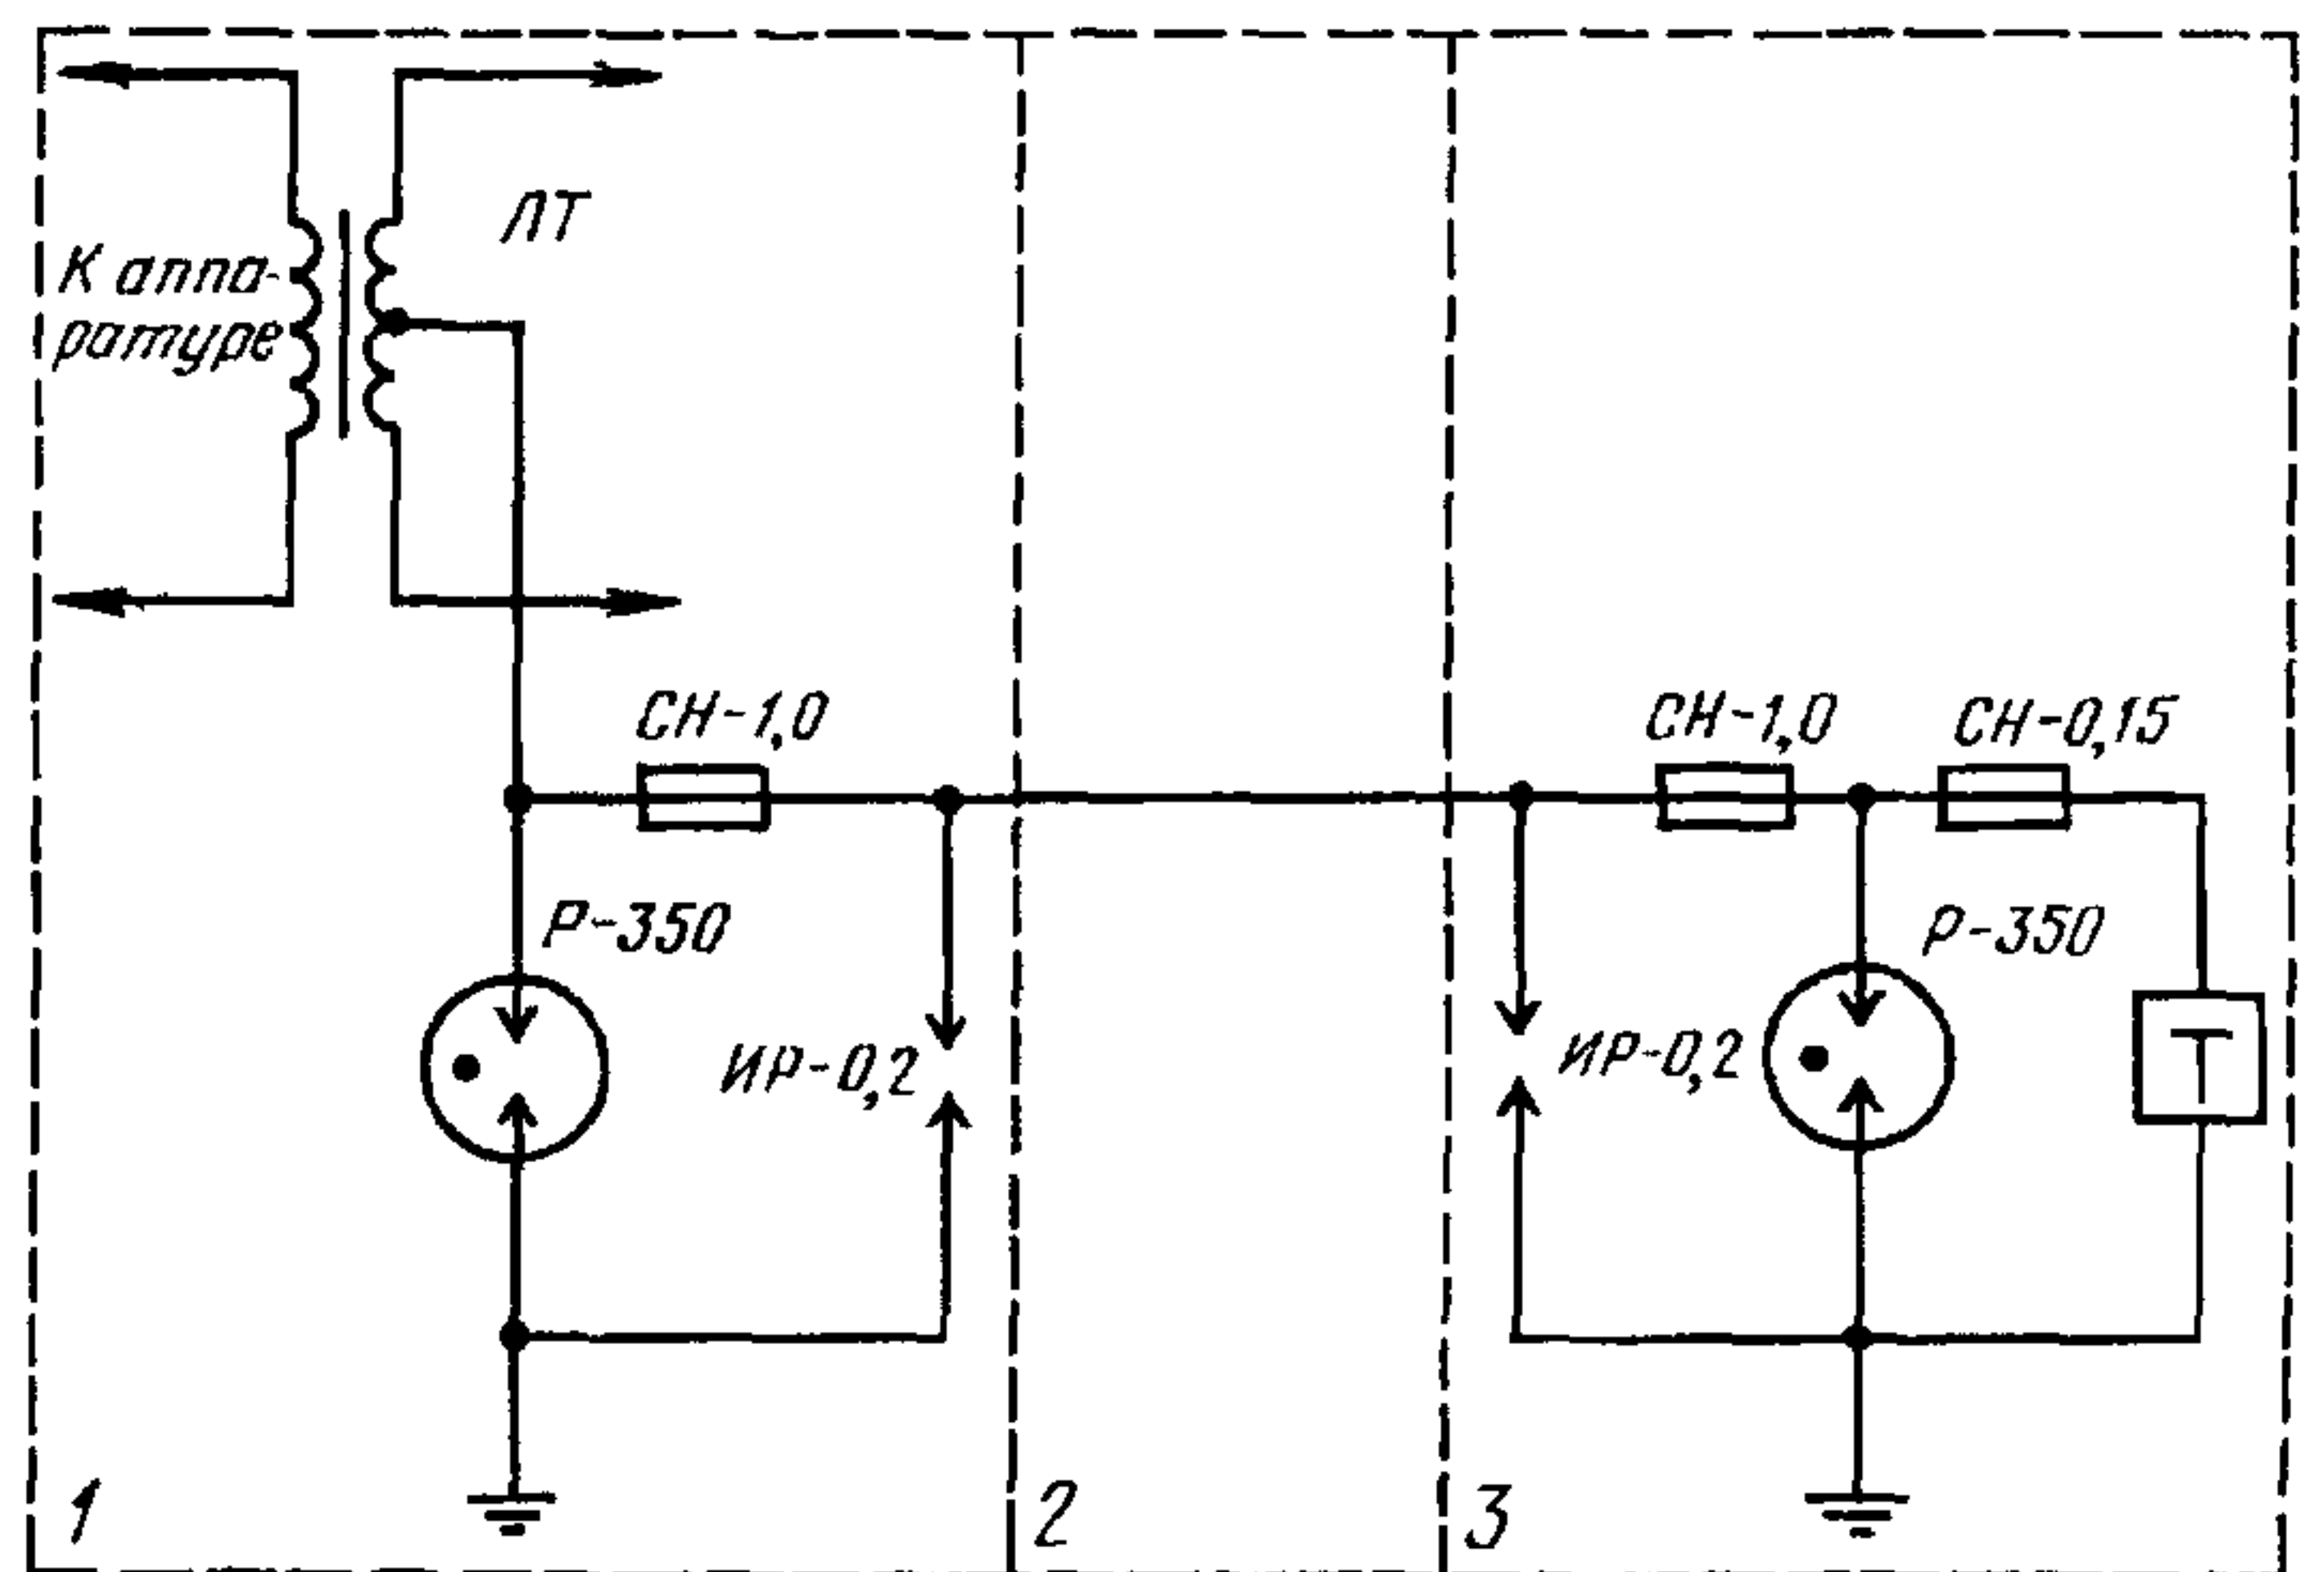 ЛТ
К аппа-
ратуре
СН-1,0
СН-1,0
СН-0,15
Р-350
Р-350
ИР-0,2
ИР-0,2
Т
1
2
3